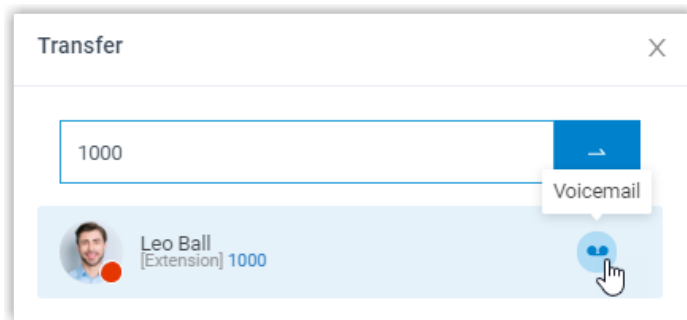 Transfer
1000
Voicemail
Leo Ball
[Extension] 1000